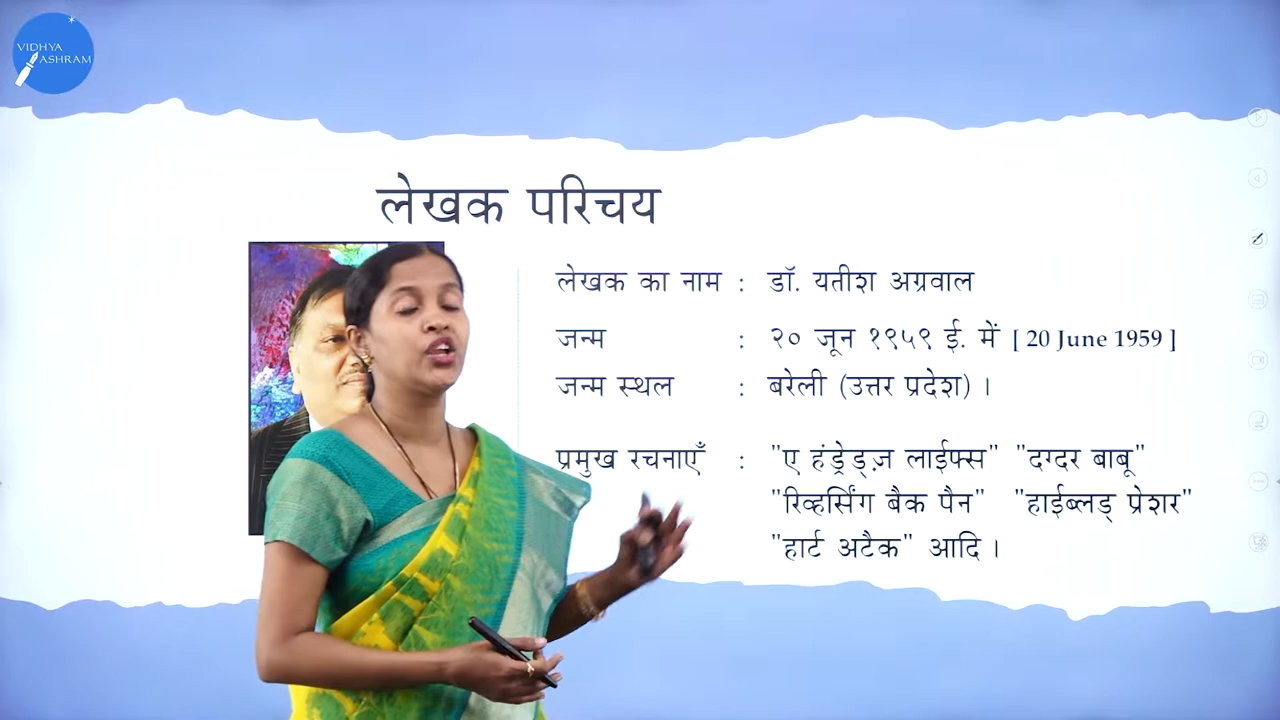 VIDHYA
ASHRAM
लेखक परिचय
लेखक का नाम : डॉ. यतीश अग्रवाल
जन्म : २० जून १९५९ ई. में [ 20 June 1959 ]
जन्म स्थल : बरेली (उत्तर प्रदेश) ।
प्रमुख रचनाएँ : "ए हंड्रेड्ज़ लाईफ्स" "दग्दर बाबू"
"रिव्हर्सिंग बैक पैन" "हाईब्लड् प्रेशर"
"हार्ट अटैक" आदि ।